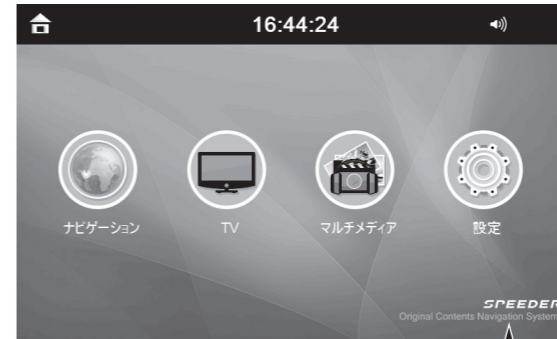 16:44:24
ナビゲーション
TV
マルチメディア
設定
SPEEDER
Original Contents Navigation System